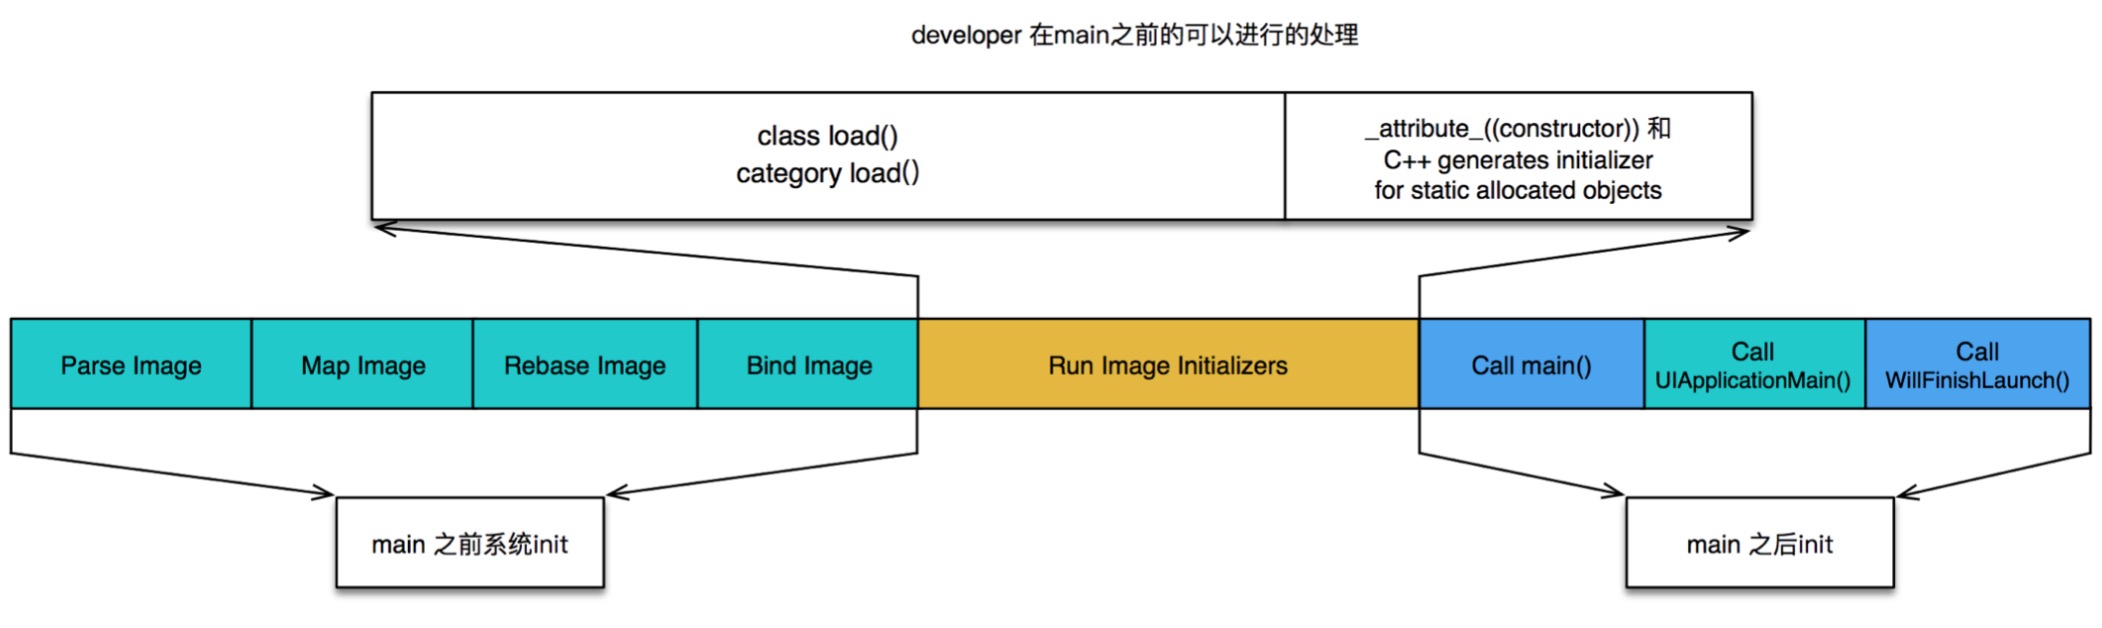 developer 在main之前的可以进行的处理
class load()
category load()
_attribute_((constructor)) 和
C++ generates initializer
for static allocated objects
Parse Image
Map Image
Rebase Image
Bind Image
Run Image Initializers
Call main()
Call
UIApplicationMain()
Call
WillFinishLaunch()
main 之前系统init
main 之后init